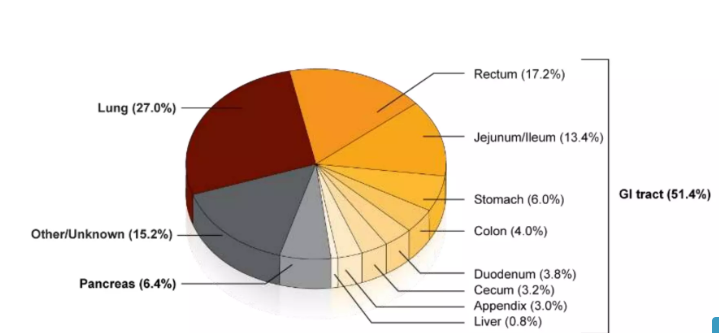 Rectum (17.2%)
Lung (27.0%)
Jejunum/Ileum (13.4%)
GI tract (51.4%)
Stomach (6.0%)
Colon (4.0%)
Other/Unknown (15.2%)
Duodenum (3.8%)
Pancreas (6.4%)
Cecum (3.2%)
Appendix (3.0%)
Liver (0.8%)